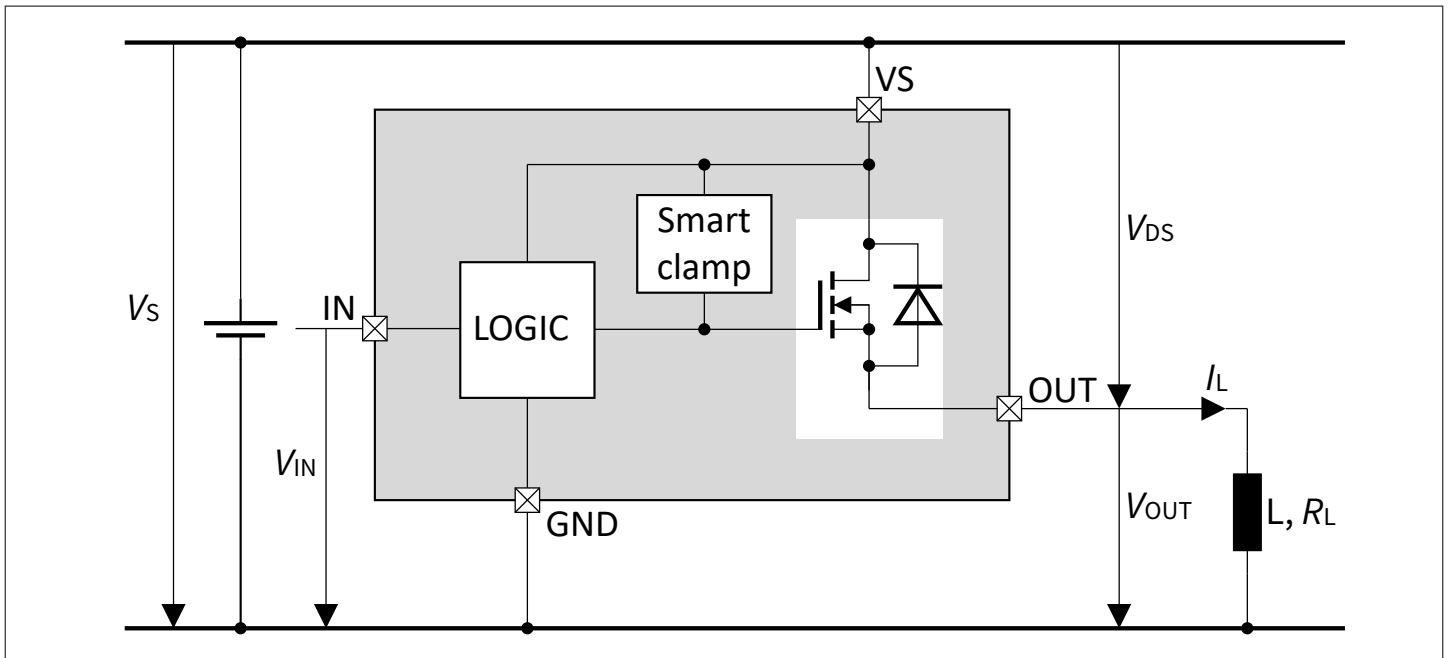 VS
Smart
clamp
VDS
VS
IN
LOGIC
OUT
IL
VIN
VOUT
L, RL
GND